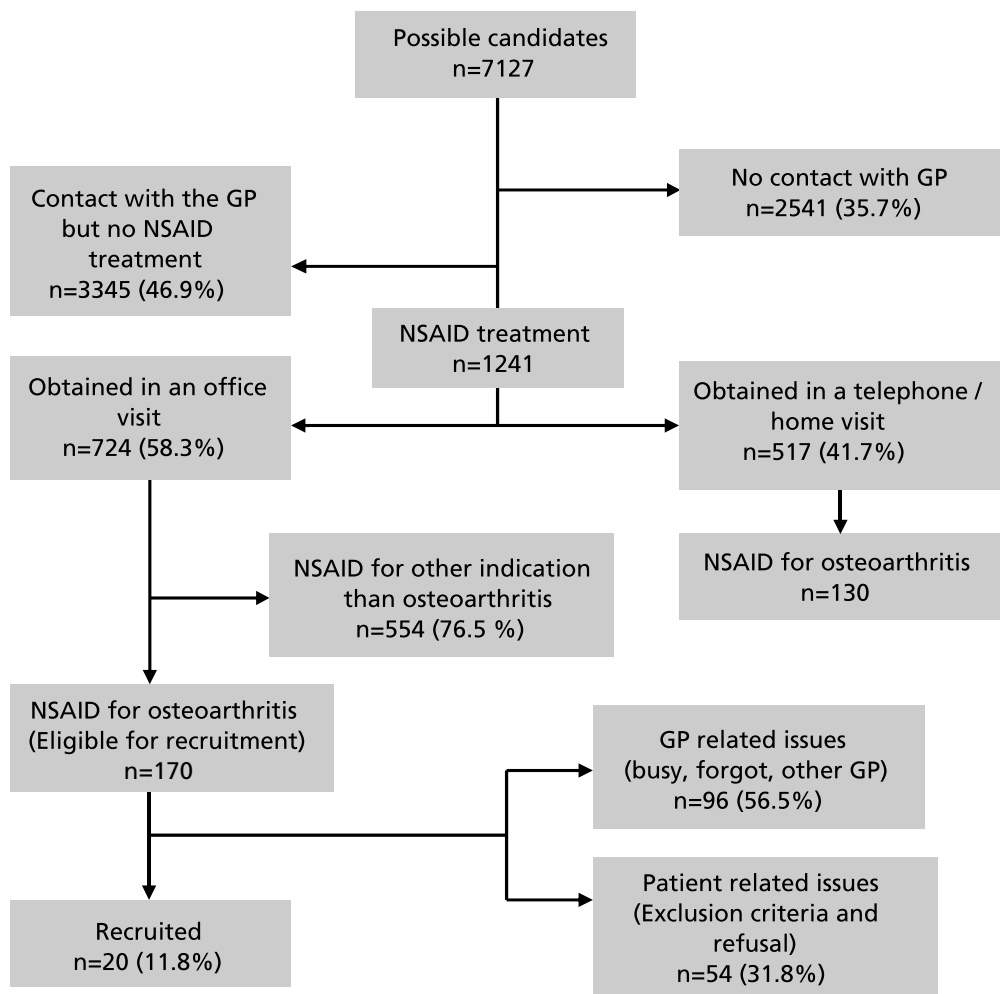 Possible candidates
n=7127
No contact with GP
n=2541 (35.7%)
Contact with the GP
but no NSAID
treatment
n=3345 (46.9%)
NSAID treatment
n=1241
Obtained in an office
visit
n=724 (58.3%)
Obtained in a telephone /
home visit
n=517 (41.7%)
NSAID for osteoarthritis
n=130
NSAID for other indication
than osteoarthritis
n=554 (76.5 %)
NSAID for osteoarthritis
(Eligible for recruitment)
n=170
GP related issues
(busy, forgot, other GP)
n=96 (56.5%)
Patient related issues
(Exclusion criteria and
refusal)
n=54 (31.8%)
Recruited
n=20 (11.8%)